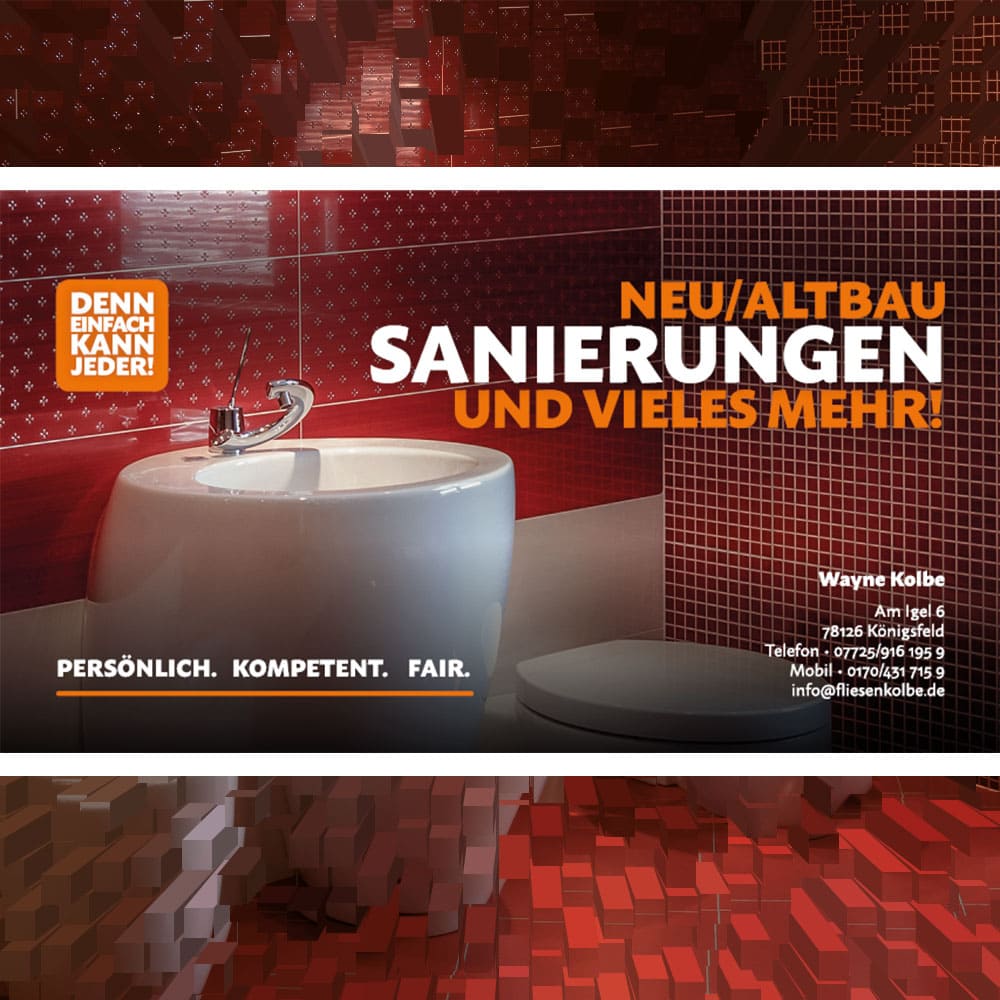 DENN
EINFACH
KANN
JEDER!
NEU/ALTBAU
SANIERUNGEN
UND VIELES MEHR!
Wayne Kolbe
Am Igel 6
78126 Königsfeld
Telefon • 07725/916 195 9
Mobil • 0170/431 715 9
info@fliesenkolbe.de
PERSÖNLICH. KOMPETENT. FAIR.